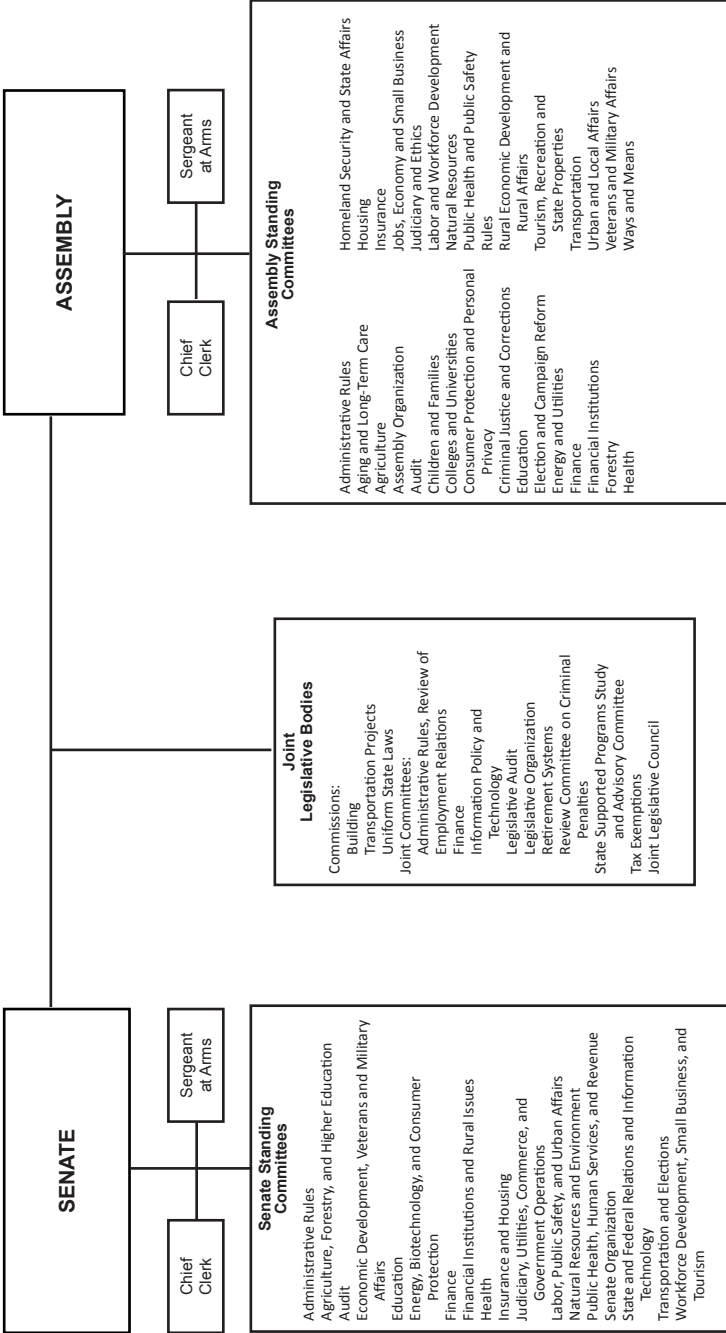 SENATE
Chief
Clerk
Sergeant
at Arms
Senate Standing
Committees
Administrative Rules
Agriculture, Forestry, and Higher Education
Audit
Economic Development, Veterans and Military
Affairs
Education
Energy, Biotechnology, and Consumer
Protection
Finance
Financial Institutions and Rural Issues
Health
Insurance and Housing
Judiciary, Utilities, Commerce, and
Government Operations
Labor, Public Safety, and Urban Affairs
Natural Resources and Environment
Public Health, Human Services, and Revenue
Senate Organization
State and Federal Relations and Information
Technology
Transportation and Elections
Workforce Development, Small Business, and
Tourism
Joint
Legislative Bodies
Commissions:
Building
Transportation Projects
Uniform State Laws
Joint Committees:
Administrative Rules, Review of
Employment Relations
Finance
Information Policy and
Technology
Legislative Audit
Legislative Organization
Retirement Systems
Review Committee on Criminal
Penalties
State Supported Programs Study
and Advisory Committee
Tax Exemptions
Joint Legislative Council
ASSEMBLY
Chief
Clerk
Sergeant
at Arms
Assembly Standing
Committees
Administrative Rules
Aging and Long-Term Care
Agriculture
Assembly Organization
Audit
Children and Families
Colleges and Universities
Consumer Protection and Personal
Privacy
Criminal Justice and Corrections
Education
Election and Campaign Reform
Energy and Utilities
Finance
Financial Institutions
Forestry
Health
Homeland Security and State Affairs
Housing
Insurance
Jobs, Economy and Small Business
Judiciary and Ethics
Labor and Workforce Development
Natural Resources
Public Health and Public Safety
Rules
Rural Economic Development and
Rural Affairs
Tourism, Recreation and
State Properties
Transportation
Urban and Local Affairs
Veterans and Military Affairs
Ways and Means